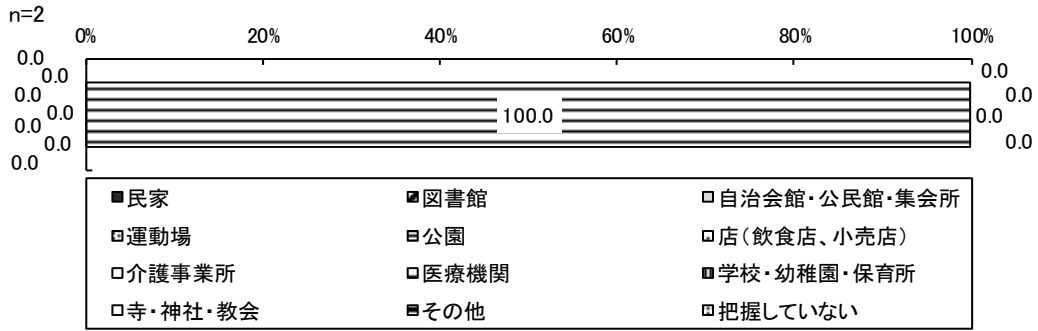 n=2
0% 20% 40% 60% 80% 100%
0.0
0.0 0.0
0.0 0.0
0.0 100.0 0.0
0.0
0.0 0.0
0.0
■民家 図書館 自治会館・公民館・集会所
運動場 公園 店（飲食店、小売店）
介護事業所 医療機関 学校・幼稚園・保育所
寺・神社・教会 その他 把握していない